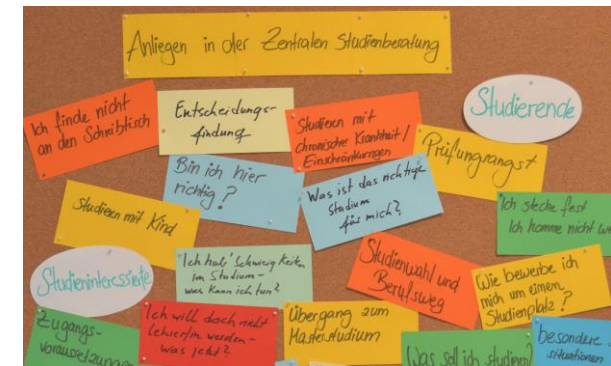 Anliegen in der Zentralen Studienberatung
Ich finde nicht
an den Schreibtisch
Entscheidungs-
findung
Studieren mit
chronische Krankheit /
Einschränkungen
Studierende
Prüfungsangst
Bin ich hier
richtig?
Was ist das richtige
Studium
für mich?
Studieren mit Kind
Ich stecke fest
Ich komme nicht
Studieninteressierte
Ich hab' Schwierigkeiten
im Studium -
was kann ich tun?
Studienwahl und
Berufsweg
Wie bewerbe ich
mich um einen
Studienplatz?
Zugangs-
voraussetzungen
Ich will doch nicht
Lehrer/in werden -
was jetzt?
Übergang zum
Masterstudium
Was soll ich studieren?
besondere
situationen